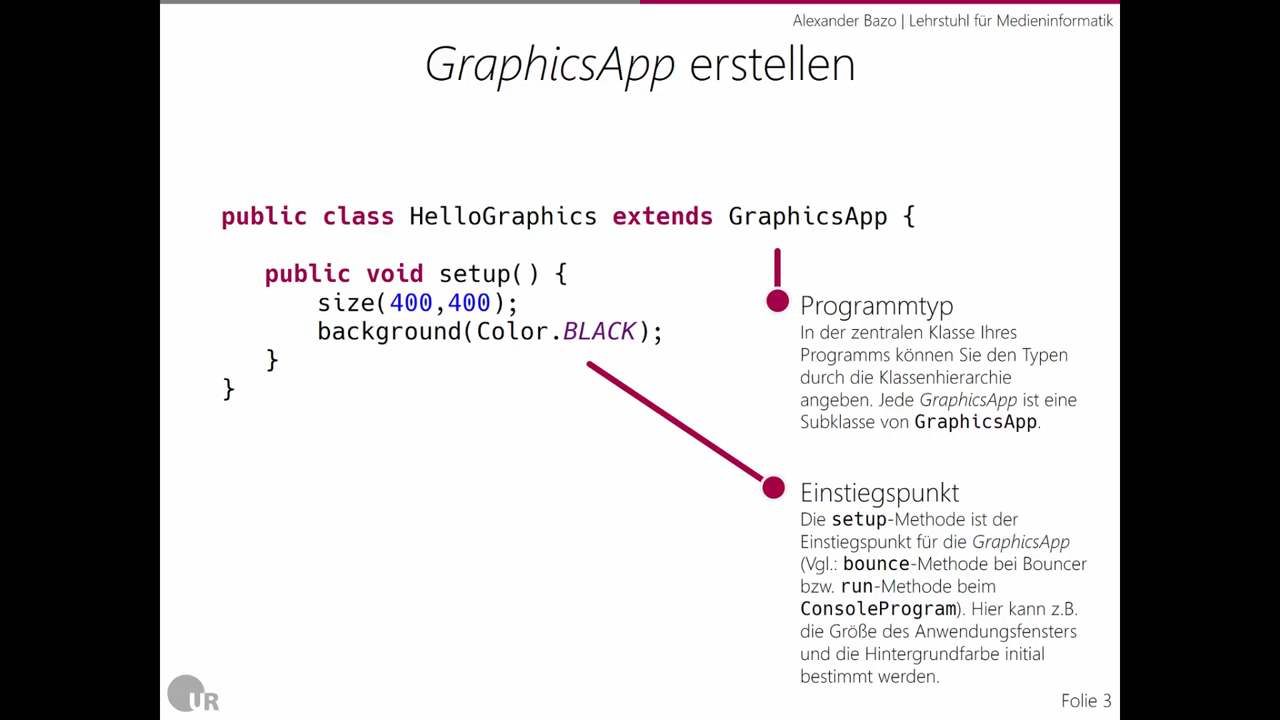 Alexander Bazo | Lehrstuhl für Medieninformatik
GraphicsApp erstellen
public class HelloGraphics extends GraphicsApp {
public void setup() {
size(400,400);
background(Color.BLACK);
}
}
Programmtyp
In der zentralen Klasse Ihres
Programms können Sie den Typen
durch die Klassenhierarchie
angeben. Jede GraphicsApp ist eine
Subklasse von GraphicsApp.
Einstiegspunkt
Die setup-Methode ist der
Einstiegspunkt für die GraphicsApp
(Vgl.: bounce-Methode bei Bouncer
bzw. run-Methode beim
ConsoleProgram). Hier kann z.B.
die Größe des Anwendungsfensters
und die Hintergrundfarbe initial
bestimmt werden.
UR
Folie 3